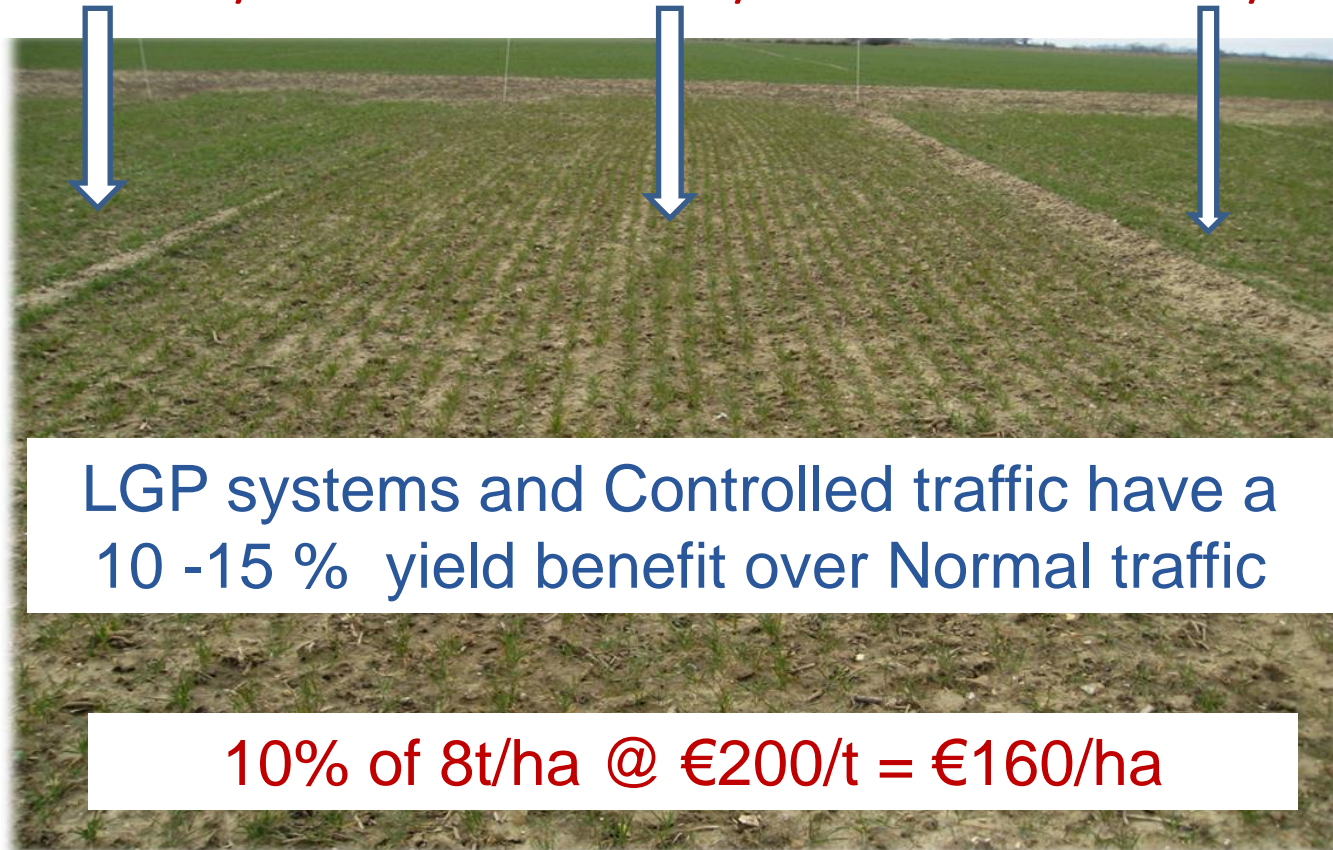 LGP systems and Controlled traffic have a
10 -15 % yield benefit over Normal traffic
10% of 8t/ha @ €200/t = €160/ha